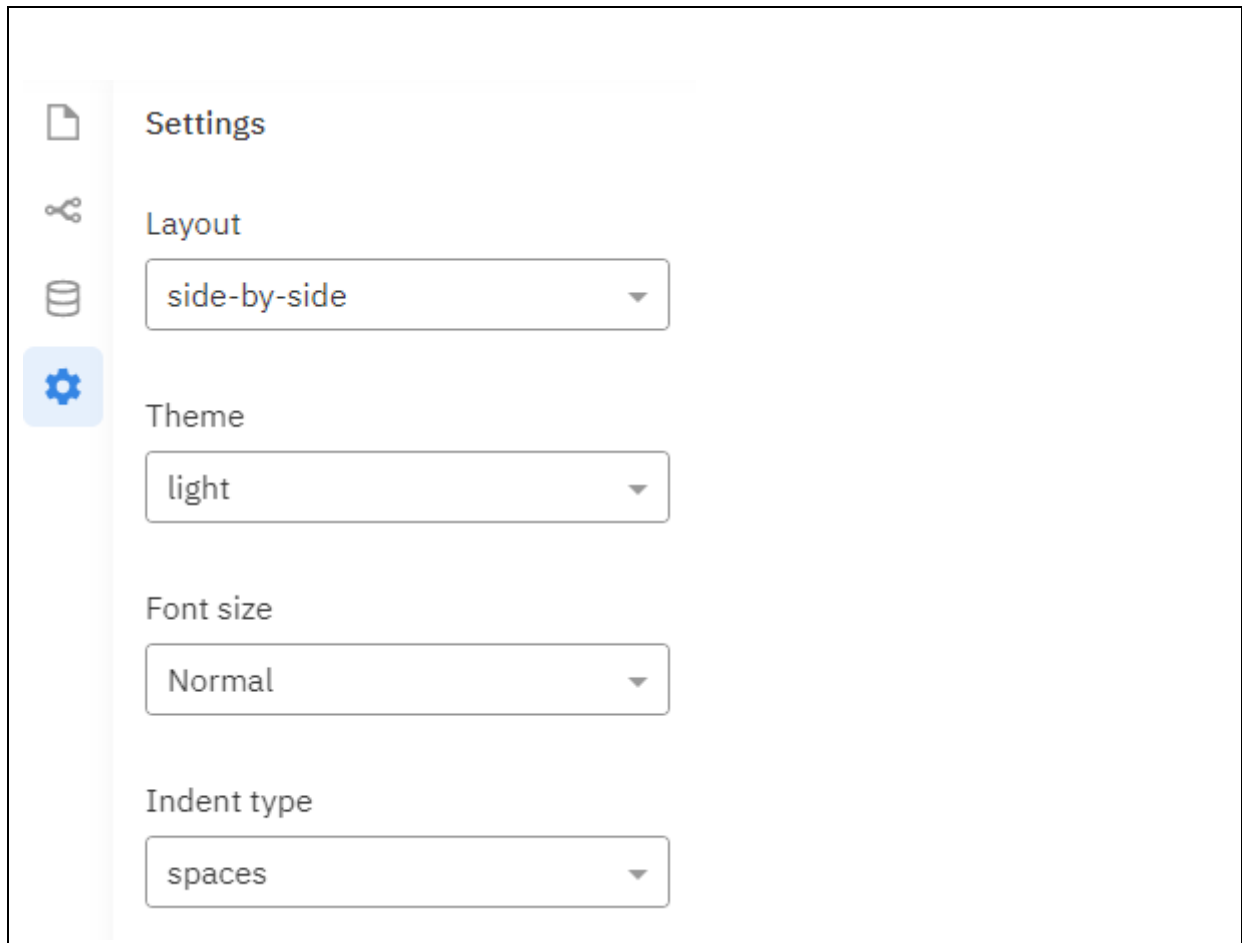 Settings
Layout
side-by-side
Theme
light
Font size
Normal
Indent type
spaces